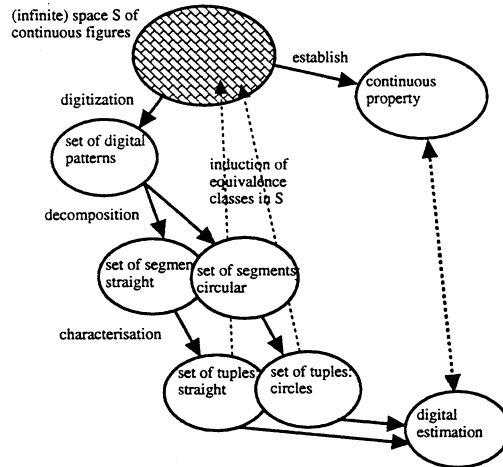 (infinite) space S of
continuous figures
establish
continuous
property
digitization
set of digital
patterns
induction of
equivalence
classes in S
decomposition
set of segmen
straight
set of segments:
circular
characterisation
set of tuples:
straight
set of tuples:
circles
digital
estimation